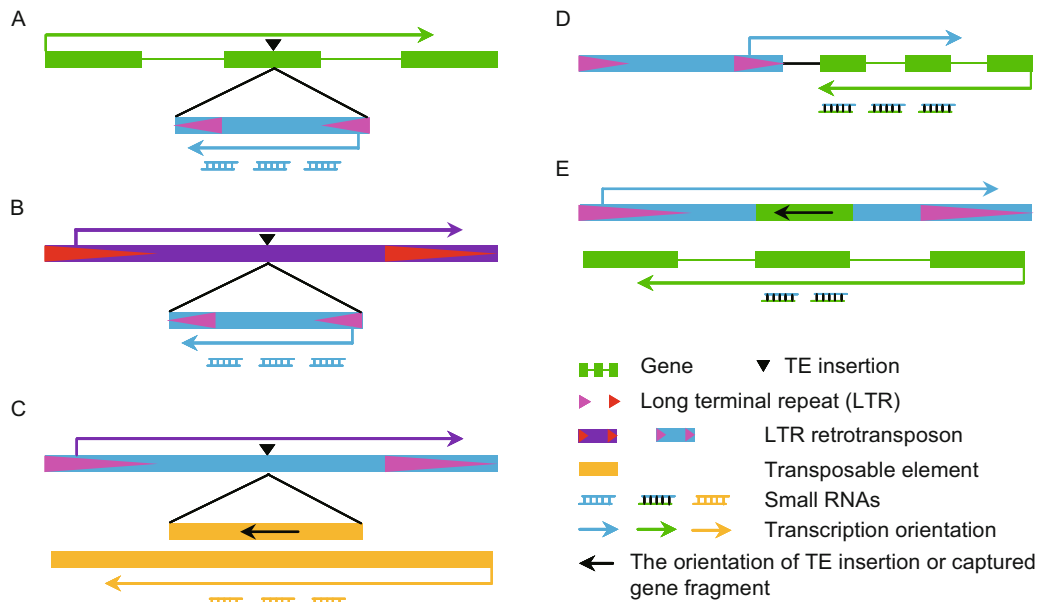 A
B
C
D
E
Gene
TE insertion
Long terminal repeat (LTR)
LTR retrotransposon
Transposable element
Small RNAs
Transcription orientation
The orientation of TE insertion or captured
gene fragment